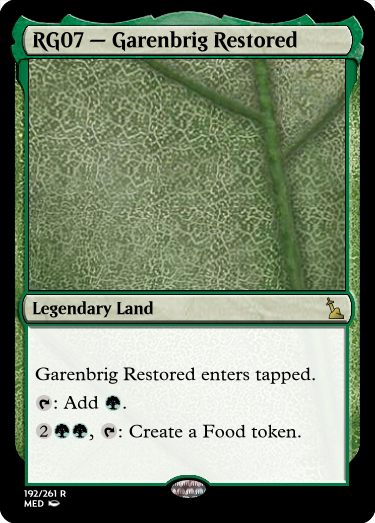 RG07 — Garenbrig Restored
Legendary Land
Garenbrig Restored enters tapped.
: Add .
2, : Create a Food token.
192/261 R
MED